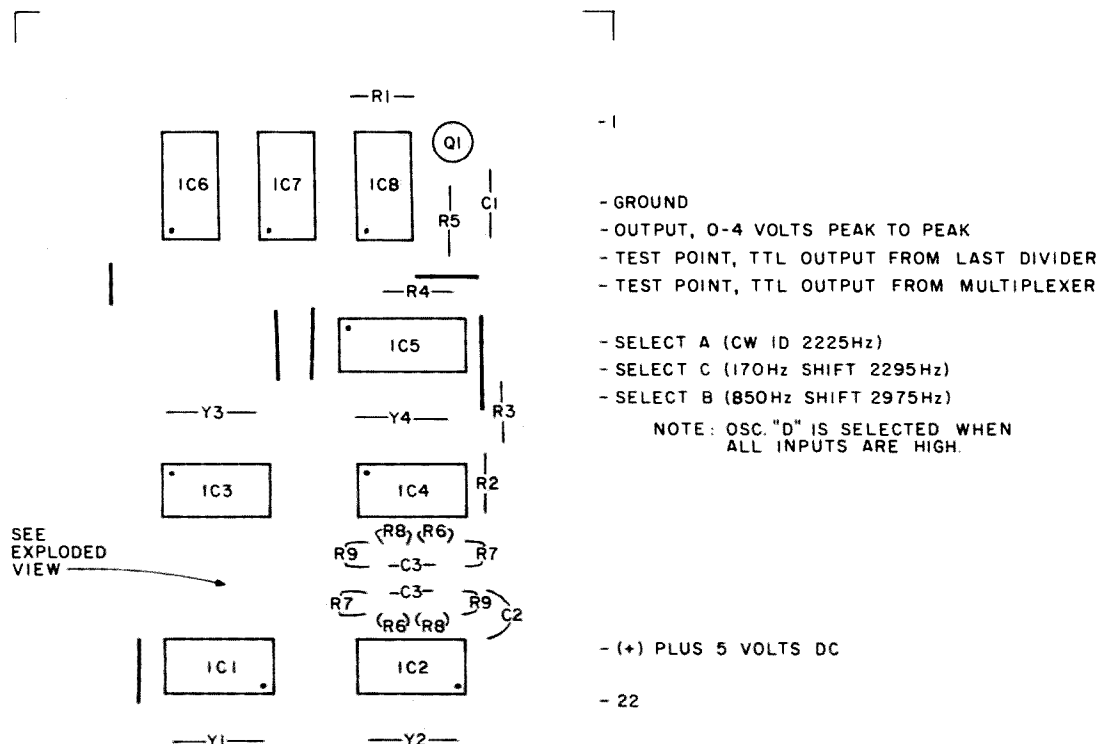 R1
- 1
Q1
IC6
IC7
IC8
R5
C1
- GROUND
- OUTPUT, 0-4 VOLTS PEAK TO PEAK
- TEST POINT, TTL OUTPUT FROM LAST DIVIDER
- TEST POINT, TTL OUTPUT FROM MULTIPLEXER
R4
IC5
- SELECT A (CW ID 2225Hz)
- SELECT C (170Hz SHIFT 2295Hz)
- SELECT B (850Hz SHIFT 2975Hz)
NOTE: OSC. "D" IS SELECTED WHEN
ALL INPUTS ARE HIGH.
Y3
Y4
R3
IC3
IC4
R2
SEE
EXPLODED
VIEW
R8
R6
R9
R7
C3
C3
R7
R9
C2
R6
R8
IC1
IC2
- (+) PLUS 5 VOLTS DC
- 22
Y1
Y2